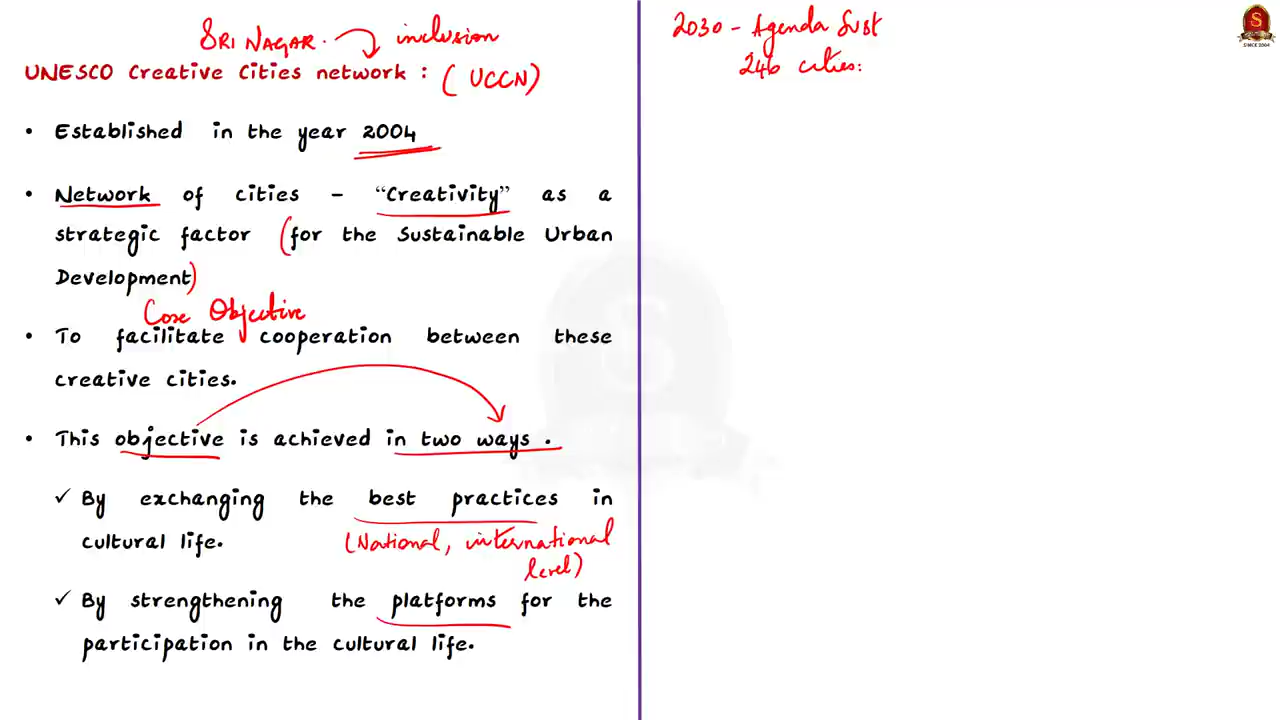 SRINAGAR. inclusion
UNESCO Creative Cities network : (UCCN)
• Established in the year 2004
• Network of cities – “Creativity” as a
strategic factor (for the Sustainable Urban
Development)
Core Objective
• To facilitate cooperation between these
creative cities.
• This objective is achieved in two ways .
✓ By exchanging the best practices in
cultural life. (National, international
level)
✓ By strengthening the platforms for the
participation in the cultural life.
2030 - Agenda Sust
246 cities:
S
SINCE 2004